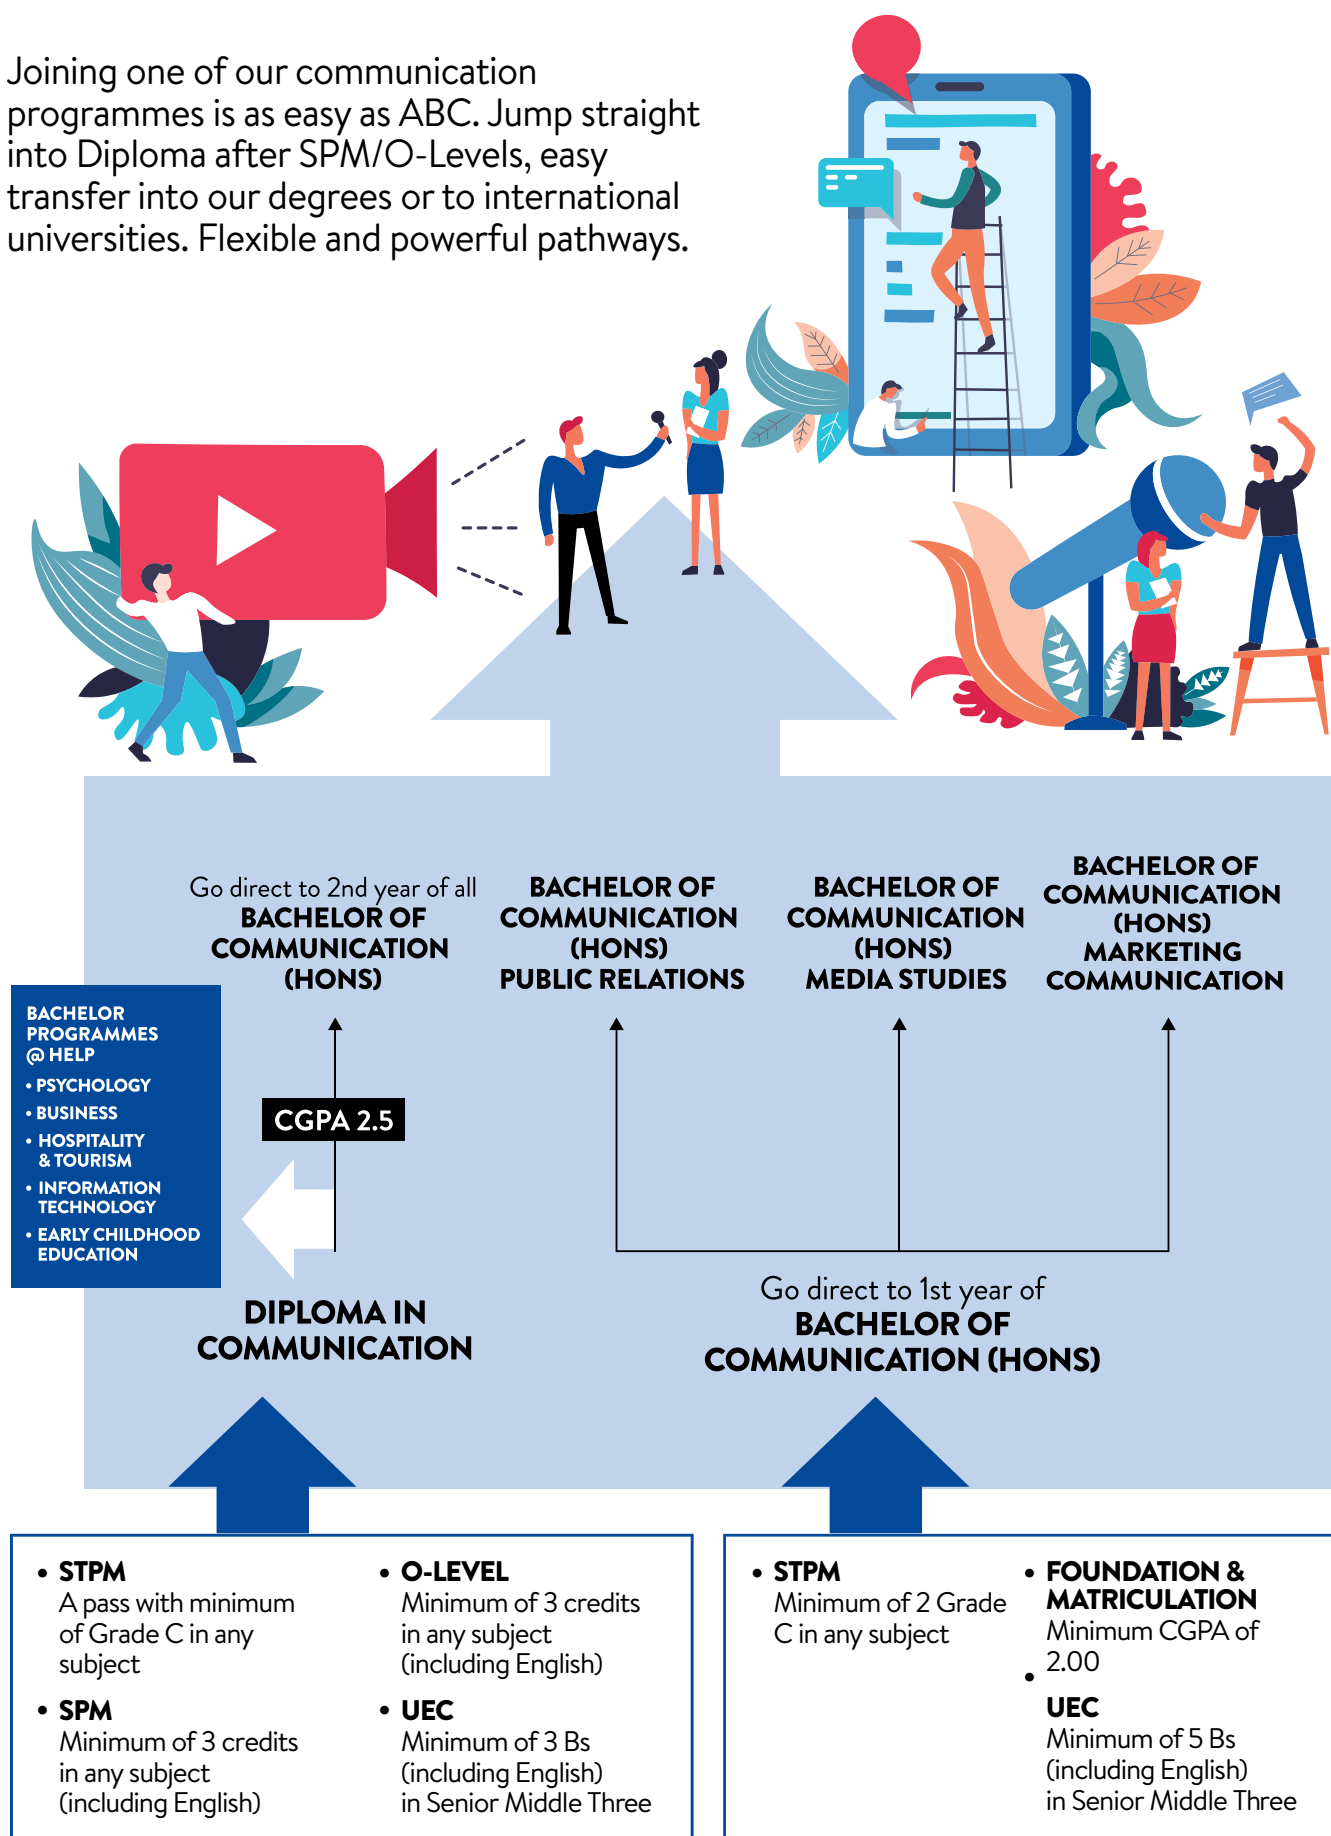 Joining one of our communication
programmes is as easy as ABC. Jump straight
into Diploma after SPM/O-Levels, easy
transfer into our degrees or to international
universities. Flexible and powerful pathways.
Go direct to 2nd year of all
BACHELOR OF
COMMUNICATION
(HONS)
BACHELOR OF
COMMUNICATION
(HONS)
PUBLIC RELATIONS
BACHELOR OF
COMMUNICATION
(HONS)
MEDIA STUDIES
BACHELOR OF
COMMUNICATION
(HONS)
MARKETING
COMMUNICATION
BACHELOR
PROGRAMMES
@ HELP
• PSYCHOLOGY
• BUSINESS
• HOSPITALITY
& TOURISM
• INFORMATION
TECHNOLOGY
• EARLY CHILDHOOD
EDUCATION
CGPA 2.5
DIPLOMA IN
COMMUNICATION
Go direct to 1st year of
BACHELOR OF
COMMUNICATION (HONS)
• STPM
A pass with minimum
of Grade C in any
subject
• SPM
Minimum of 3 credits
in any subject
(including English)
• O-LEVEL
Minimum of 3 credits
in any subject
(including English)
• UEC
Minimum of 3 Bs
(including English)
in Senior Middle Three
• STPM
Minimum of 2 Grade
C in any subject
• FOUNDATION &
MATRICULATION
Minimum CGPA of
2.00
•
UEC
Minimum of 5 Bs
(including English)
in Senior Middle Three